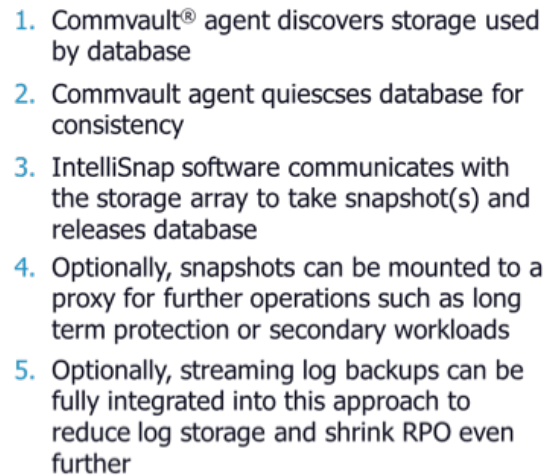 1. Commvault® agent discovers storage used
by database
2. Commvault agent quiescses database for
consistency
3. IntelliSnap software communicates with
the storage array to take snapshot(s) and
releases database
4. Optionally, snapshots can be mounted to a
proxy for further operations such as long
term protection or secondary workloads
5. Optionally, streaming log backups can be
fully integrated into this approach to
reduce log storage and shrink RPO even
further